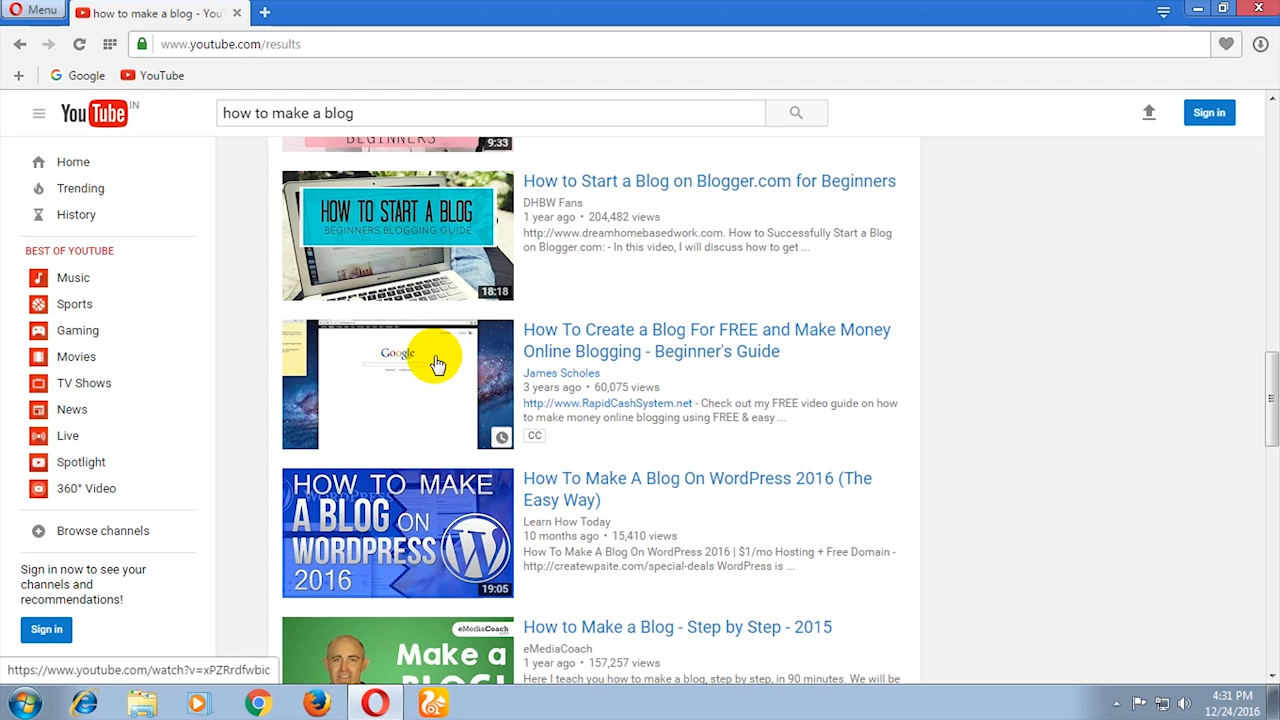 Menu
how to make a blog - You
www.youtube.com/results
Google
YouTube
YouTube IN
how to make a blog
Sign in
Home
Trending
History
BEST OF YOUTUBE
Music
Sports
Gaming
Movies
TV Shows
News
Live
Spotlight
360° Video
Browse channels
Sign in now to see your
channels and
recommendations!
Sign in
BEGINNERS
9:33
HOW TO START A BLOG
BEGINNERS BLOGGING GUIDE
18:18
How to Start a Blog on Blogger.com for Beginners
DHBW Fans
1 year ago • 204,482 views
http://www.dreamhomebasedwork.com. How to Successfully Start a Blog
on Blogger.com: - In this video, I will discuss how to get ...
Google
How To Create a Blog For FREE and Make Money
Online Blogging - Beginner's Guide
James Scholes
3 years ago • 60,075 views
http://www.RapidCashSystem.net - Check out my FREE video guide on how
to make money online blogging using FREE & easy ...
CC
HOW TO MAKE
A BLOG ON
WORDPRESS
2016
19:05
How To Make A Blog On WordPress 2016 (The
Easy Way)
Learn How Today
10 months ago • 15,410 views
How To Make A Blog On WordPress 2016 | $1/mo Hosting + Free Domain -
http://createwpsite.com/special-deals WordPress is ...
eMediaCoach
Make a
BLOG!
How to Make a Blog - Step by Step - 2015
eMediaCoach
1 year ago • 157,257 views
Here I teach you how to make a blog, step by step, in 90 minutes. We will be
https://www.youtube.com/watch?v=xPZRrdfwbic
4:31 PM
12/24/2016